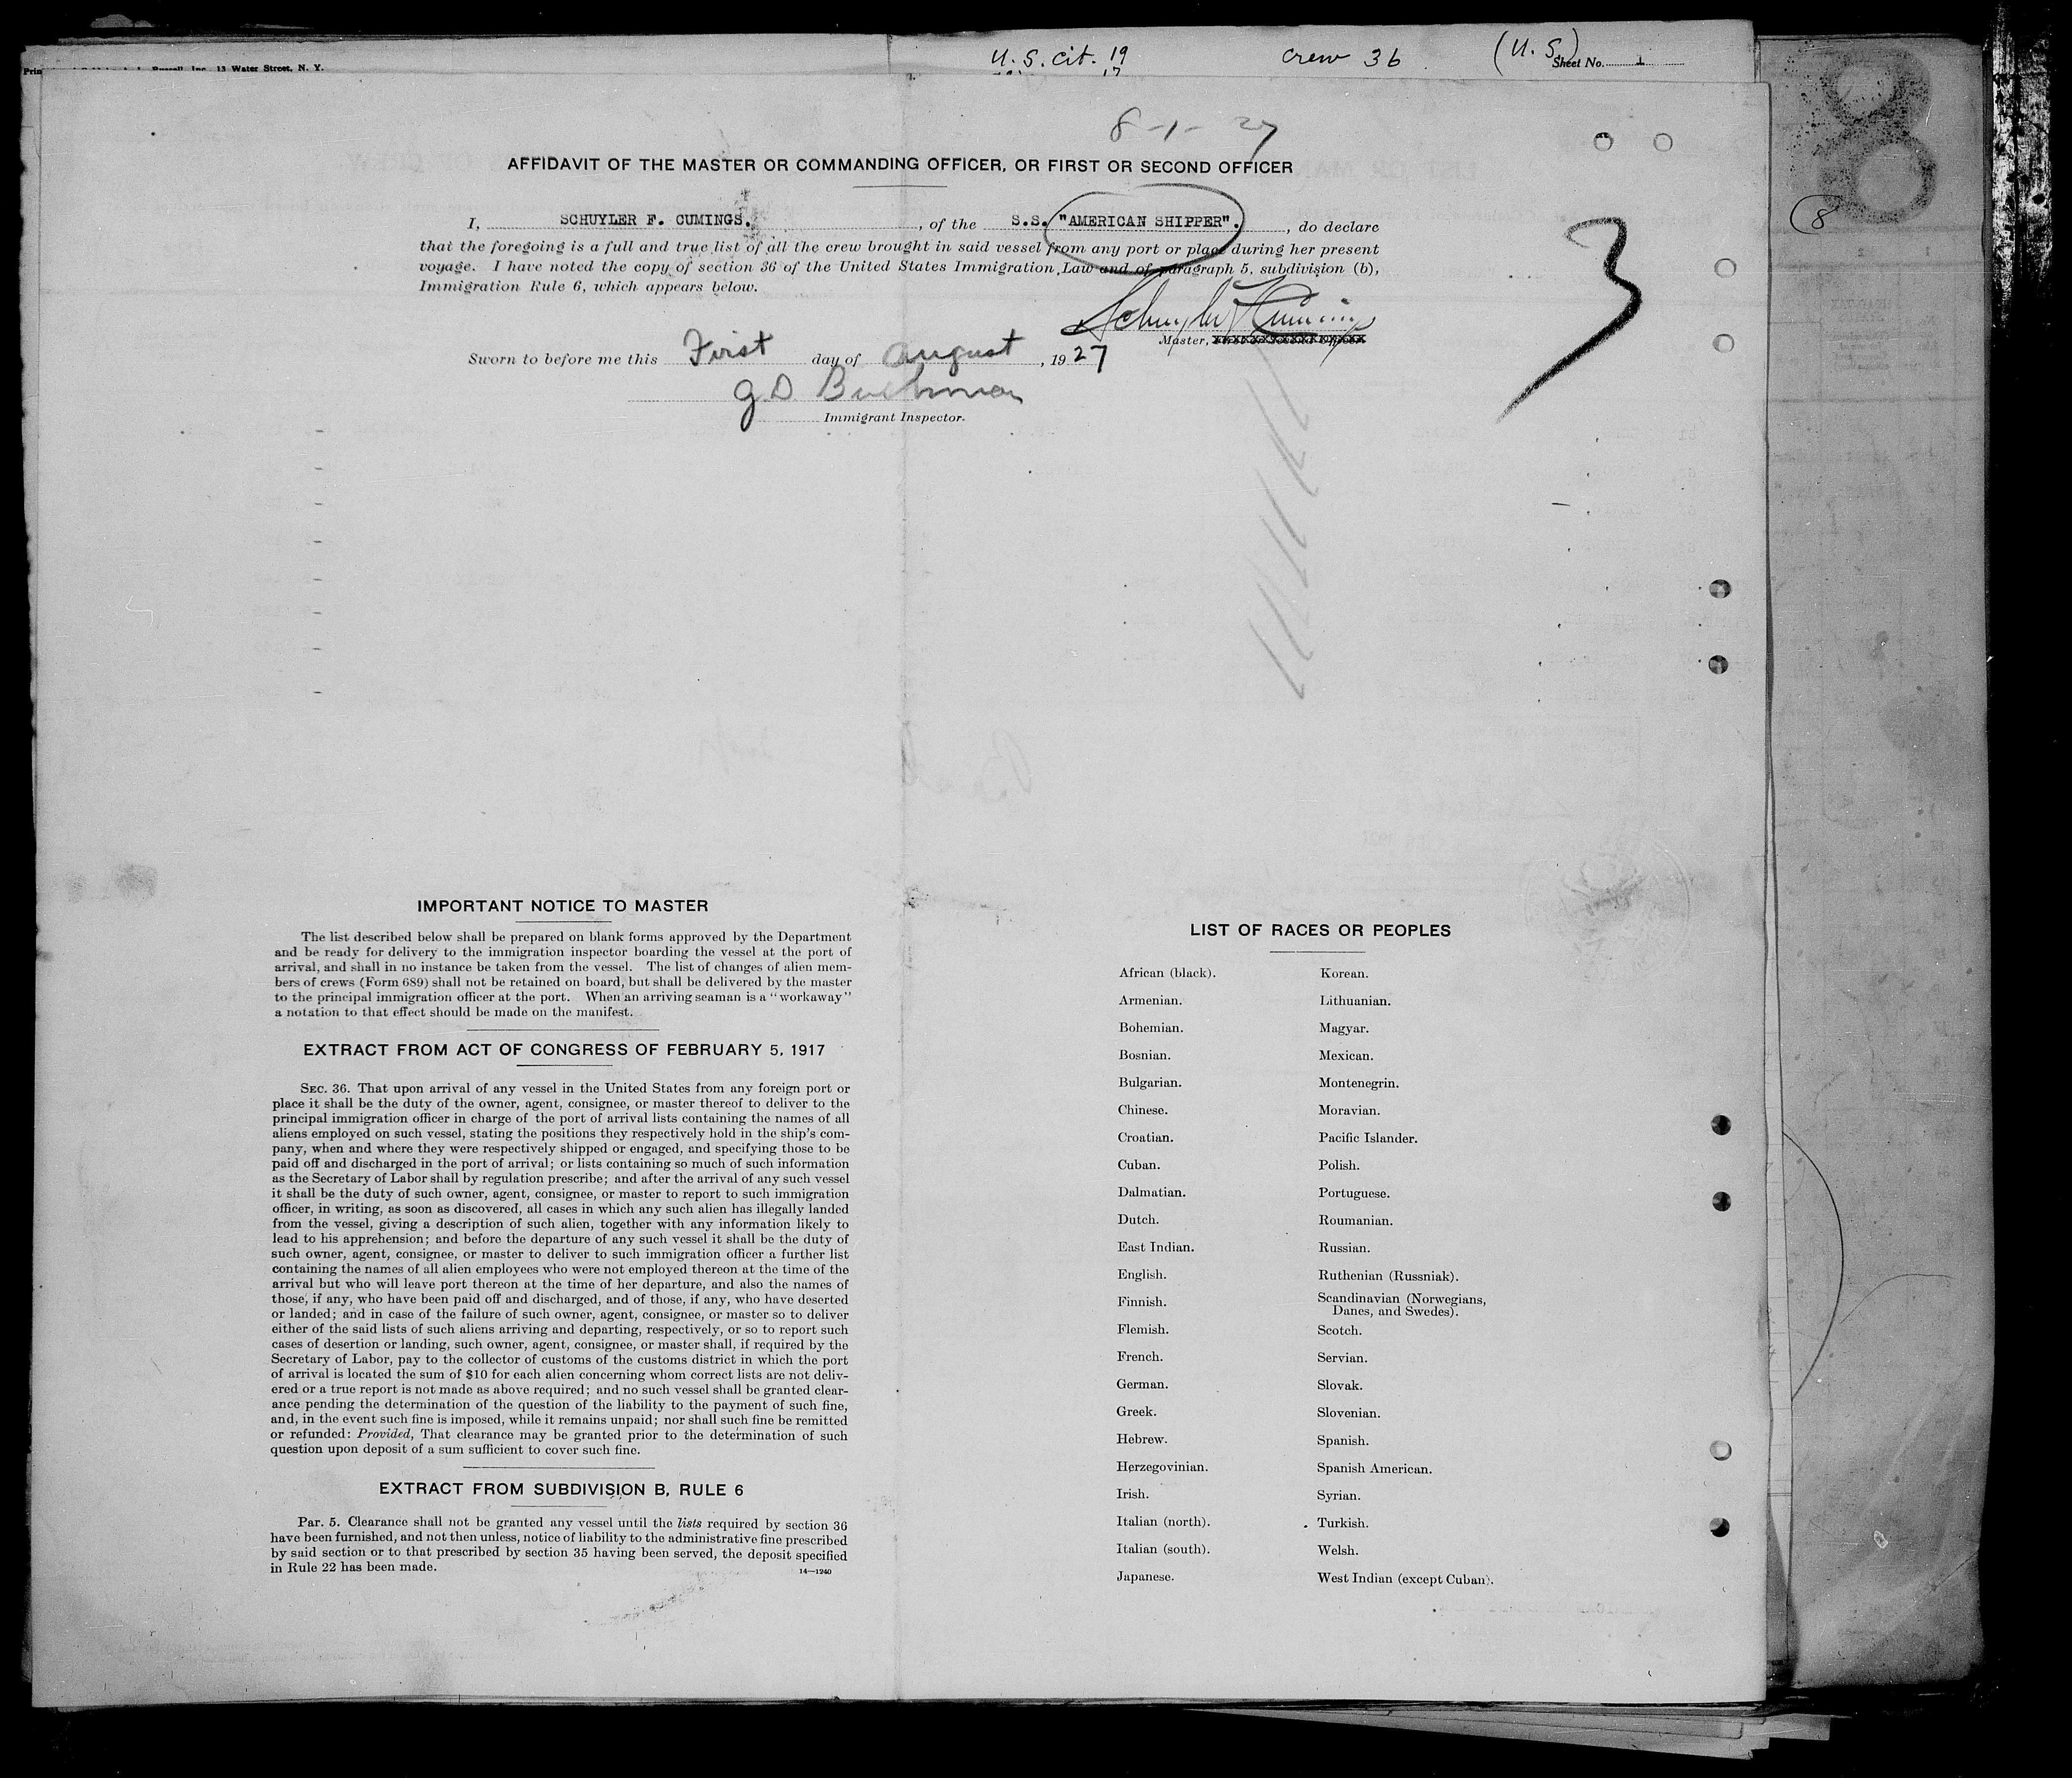 Russell, Inc. 13 Water Street, N. Y.
U.S. Cit. 19
17
Crew 36
(U.S.)
Sheet No. 1
8-1-27
AFFIDAVIT OF THE MASTER OR COMMANDING OFFICER, OR FIRST OR SECOND OFFICER
I, SCHUYLER F. CUMINGS. , of the S.S. "AMERICAN SHIPPER". , do declare
that the foregoing is a full and true list of all the crew brought in said vessel from any port or place during her present
voyage. I have noted the copy of section 36 of the United States Immigration Law and of paragraph 5, subdivision (b),
Immigration Rule 6, which appears below.
3
(8
Schuyler F Cumings
Master,
Sworn to before me this First day of August , 1927
Immigrant Inspector.
IMPORTANT NOTICE TO MASTER
The list described below shall be prepared on blank forms approved by the Department
and be ready for delivery to the immigration inspector boarding the vessel at the port of
arrival, and shall in no instance be taken from the vessel. The list of changes of alien mem-
bers of crews (Form 689) shall not be retained on board, but shall be delivered by the master
to the principal immigration officer at the port. When an arriving seaman is a "workaway"
a notation to that effect should be made on the manifest.
EXTRACT FROM ACT OF CONGRESS OF FEBRUARY 5, 1917
SEC. 36. That upon arrival of any vessel in the United States from any foreign port or
place it shall be the duty of the owner, agent, consignee, or master thereof to deliver to the
principal immigration officer in charge of the port of arrival lists containing the names of all
aliens employed on such vessel, stating the positions they respectively hold in the ship's com-
pany, when and where they were respectively shipped or engaged, and specifying those to be
paid off and discharged in the port of arrival; or lists containing so much of such information
as the Secretary of Labor shall by regulation prescribe; and after the arrival of any such vessel
it shall be the duty of such owner, agent, consignee, or master to report to such immigration
officer, in writing, as soon as discovered, all cases in which any such alien has illegally landed
from the vessel, giving a description of such alien, together with any information likely to
lead to his apprehension; and before the departure of any such vessel it shall be the duty of
such owner, agent, consignee, or master to deliver to such immigration officer a further list
containing the names of all alien employees who were not employed thereon at the time of the
arrival but who will leave port thereon at the time of her departure, and also the names of
those, if any, who have been paid off and discharged, and of those, if any, who have deserted
or landed; and in case of the failure of such owner, agent, consignee, or master so to deliver
either of the said lists of such aliens arriving and departing, respectively, or so to report such
cases of desertion or landing, such owner, agent, consignee, or master shall, if required by the
Secretary of Labor, pay to the collector of customs of the customs district in which the port
of arrival is located the sum of $10 for each alien concerning whom correct lists are not deliv-
ered or a true report is not made as above required; and no such vessel shall be granted clear-
ance pending the determination of the question of the liability to the payment of such fine,
and, in the event such fine is imposed, while it remains unpaid; nor shall such fine be remitted
or refunded: Provided, That clearance may be granted prior to the determination of such
question upon deposit of a sum sufficient to cover such fine.
EXTRACT FROM SUBDIVISION B, RULE 6
Par. 5. Clearance shall not be granted any vessel until the lists required by section 36
have been furnished, and not then unless, notice of liability to the administrative fine prescribed
by said section or to that prescribed by section 35 having been served, the deposit specified
in Rule 22 has been made.
14—1240
LIST OF RACES OR PEOPLES
African (black).
Armenian.
Bohemian.
Bosnian.
Bulgarian.
Chinese.
Croatian.
Cuban.
Dalmatian.
Dutch.
East Indian.
English.
Finnish.
Flemish.
French.
German.
Greek.
Hebrew.
Herzegovinian.
Irish.
Italian (north).
Italian (south).
Japanese.
Korean.
Lithuanian.
Magyar.
Mexican.
Montenegrin.
Moravian.
Pacific Islander.
Polish.
Portuguese.
Roumanian.
Russian.
Ruthenian (Russniak).
Scandinavian (Norwegians,
Danes, and Swedes).
Scotch.
Servian.
Slovak.
Slovenian.
Spanish.
Spanish American.
Syrian.
Turkish.
Welsh.
West Indian (except Cuban).